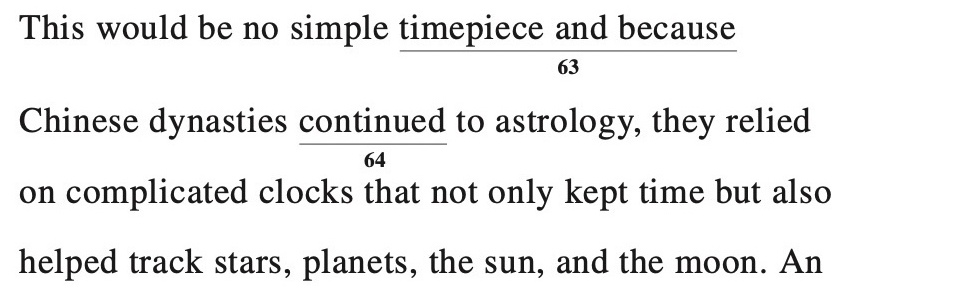 This would be no simple timepiece and because
63
Chinese dynasties continued to astrology, they relied
64
on complicated clocks that not only kept time but also
helped track stars, planets, the sun, and the moon. An